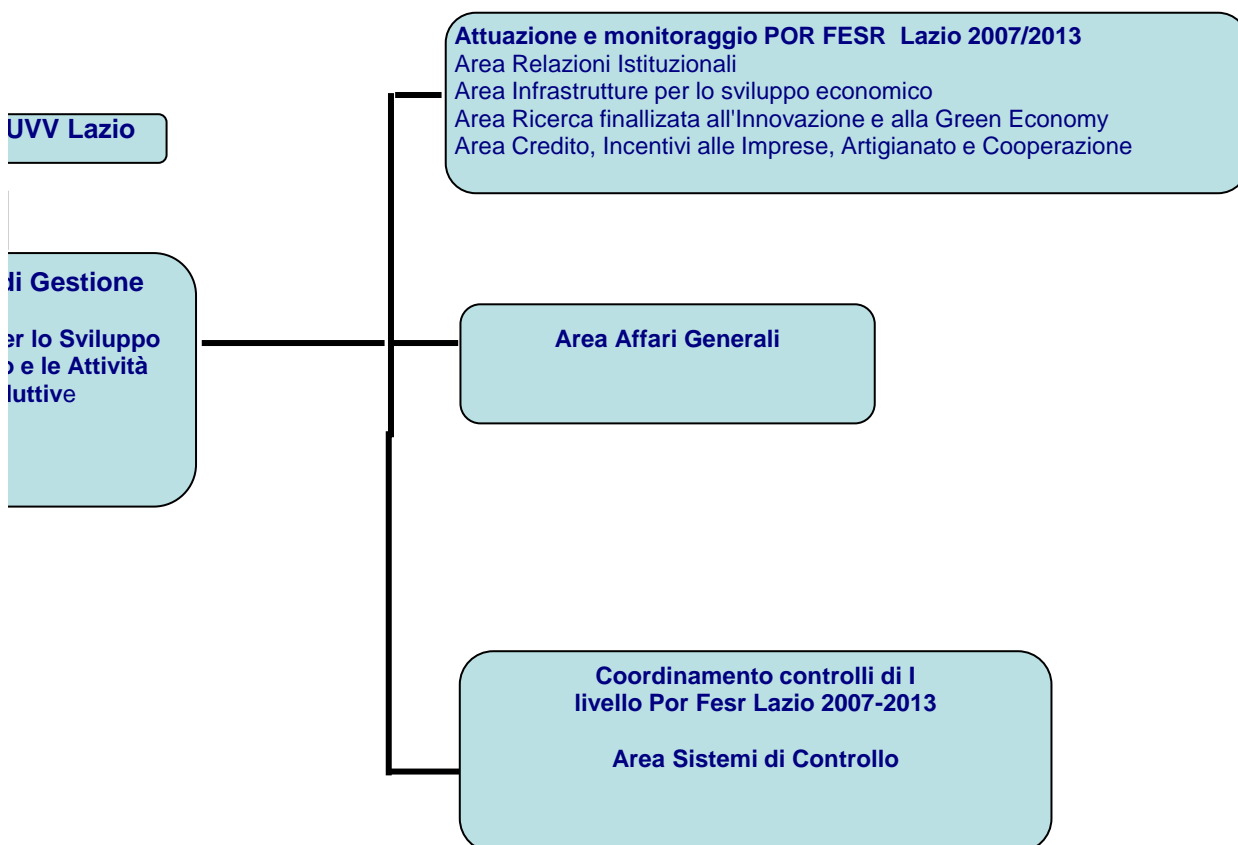 Attuazione e monitoraggio POR FESR Lazio 2007/2013
Area Relazioni Istituzionali
Area Infrastrutture per lo sviluppo economico
Area Ricerca finallizata all'Innovazione e alla Green Economy
Area Credito, Incentivi alle Imprese, Artigianato e Cooperazione
UVV Lazio
di Gestione
er lo Sviluppo
e le Attività
duttive
Area Affari Generali
Coordinamento controlli di I
livello Por Fesr Lazio 2007-2013
Area Sistemi di Controllo